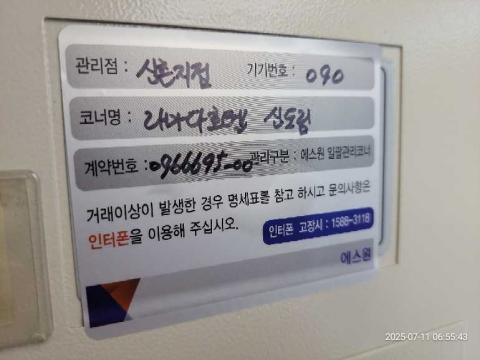 관리점 : 신촌지점 기기번호 : 090
코너명 : 라마다호텔 신도림
계약번호 : 0966695-00 관리구분 : 에스원 일괄관리코너
거래이상이 발생한 경우 명세표를 참고 하시고 문의사항은
인터폰을 이용해 주십시오. 인터폰 고장시 : 1588-3118
에스원
2025-07-11 06:55:43